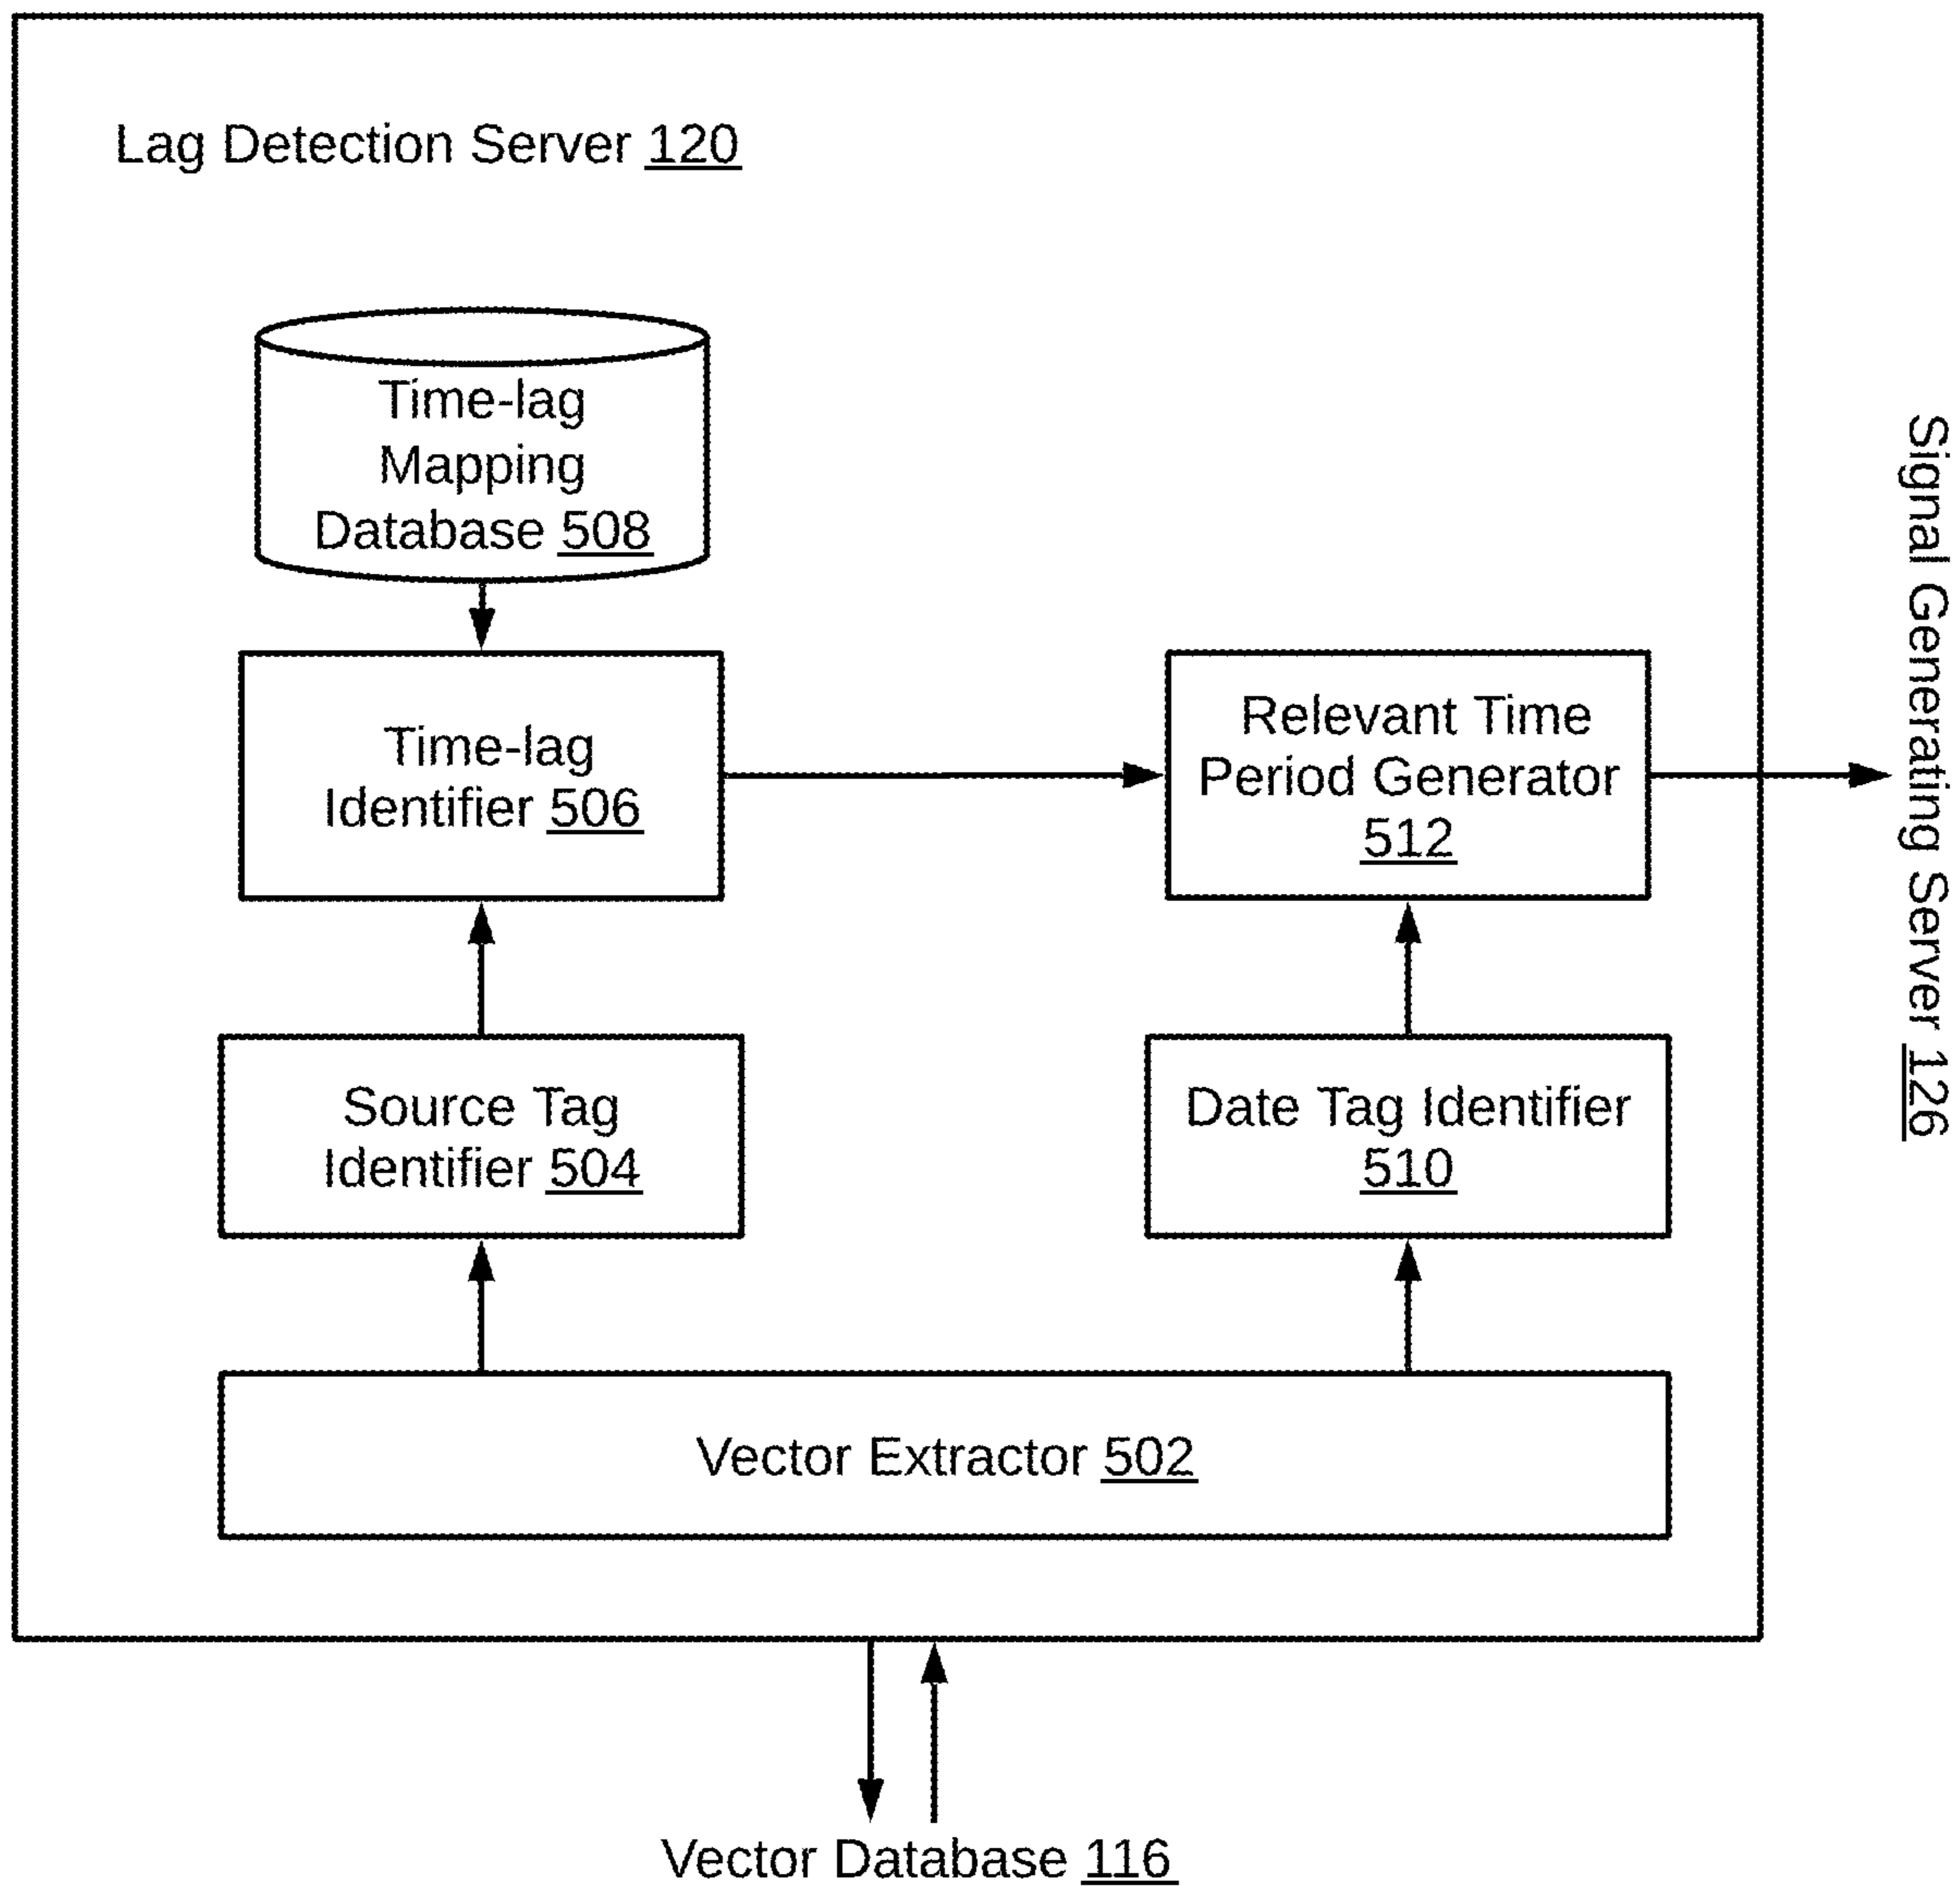 Lag Detection Server 120
Time-lag
Mapping
Database 508
Time-lag
Identifier 506
Relevant Time
Period Generator
512
Signal Generating Server 126
Source Tag
Identifier 504
Date Tag Identifier
510
Vector Extractor 502
Vector Database 116